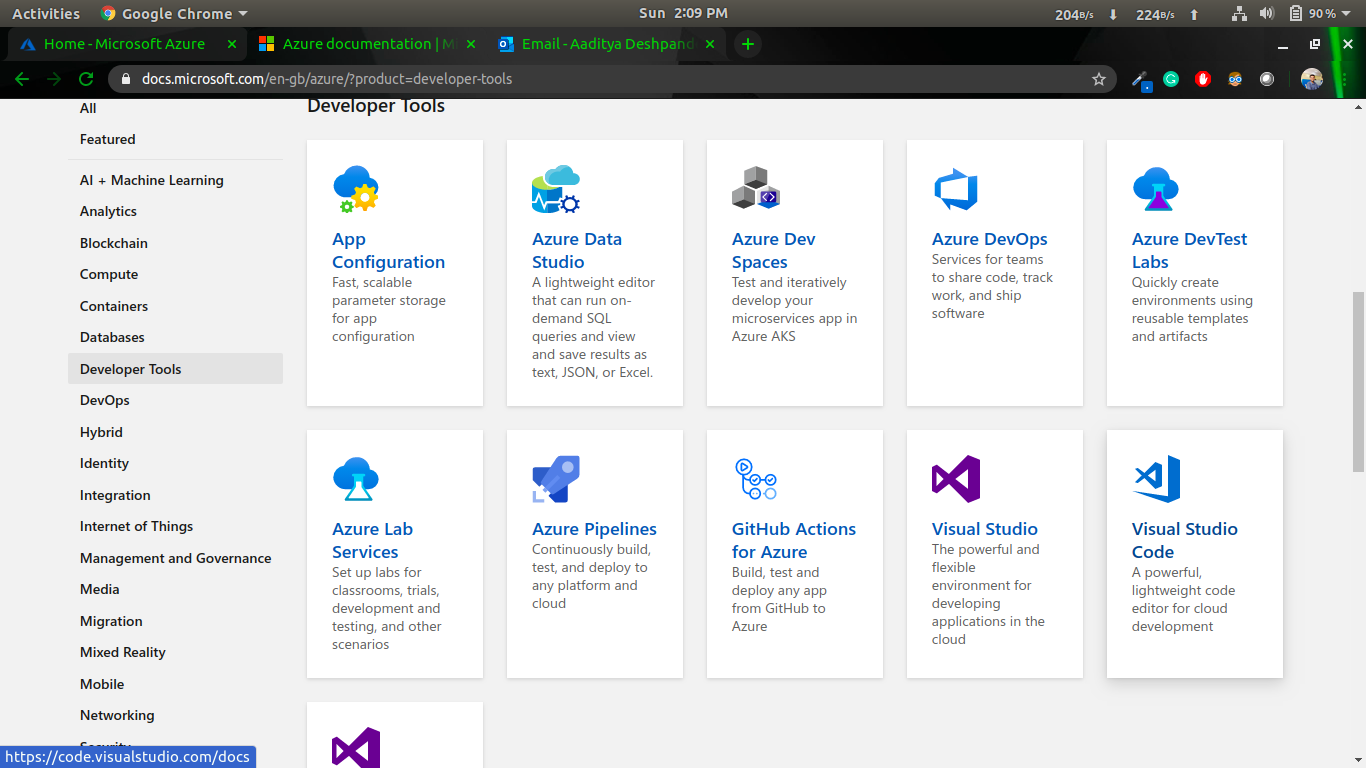 Activities Google Chrome Sun 2:09 PM 204B/s 224B/s 90 %
Home - Microsoft Azure Azure documentation | M Email - Aaditya Deshpand
docs.microsoft.com/en-gb/azure/?product=developer-tools
All
Featured
AI + Machine Learning
Analytics
Blockchain
Compute
Containers
Databases
Developer Tools
DevOps
Hybrid
Identity
Integration
Internet of Things
Management and Governance
Media
Migration
Mixed Reality
Mobile
Networking
Security
Developer Tools
App
Configuration
Fast, scalable
parameter storage
for app
configuration
Azure Data
Studio
A lightweight editor
that can run on-
demand SQL
queries and view
and save results as
text, JSON, or Excel.
Azure Dev
Spaces
Test and iteratively
develop your
microservices app in
Azure AKS
Azure DevOps
Services for teams
to share code, track
work, and ship
software
Azure DevTest
Labs
Quickly create
environments using
reusable templates
and artifacts
Azure Lab
Services
Set up labs for
classrooms, trials,
development and
testing, and other
scenarios
Azure Pipelines
Continuously build,
test, and deploy to
any platform and
cloud
GitHub Actions
for Azure
Build, test and
deploy any app
from GitHub to
Azure
Visual Studio
The powerful and
flexible
environment for
developing
applications in the
cloud
Visual Studio
Code
A powerful,
lightweight code
editor for cloud
development
https://code.visualstudio.com/docs